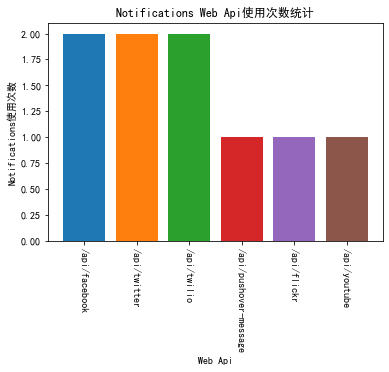 Notifications Web Api使用次数统计
Notifications使用次数
2.00
1.75
1.50
1.25
1.00
0.75
0.50
0.25
0.00
/api/facebook
/api/twitter
/api/twilio
/api/pushover-message
/api/flickr
/api/youtube
Web Api